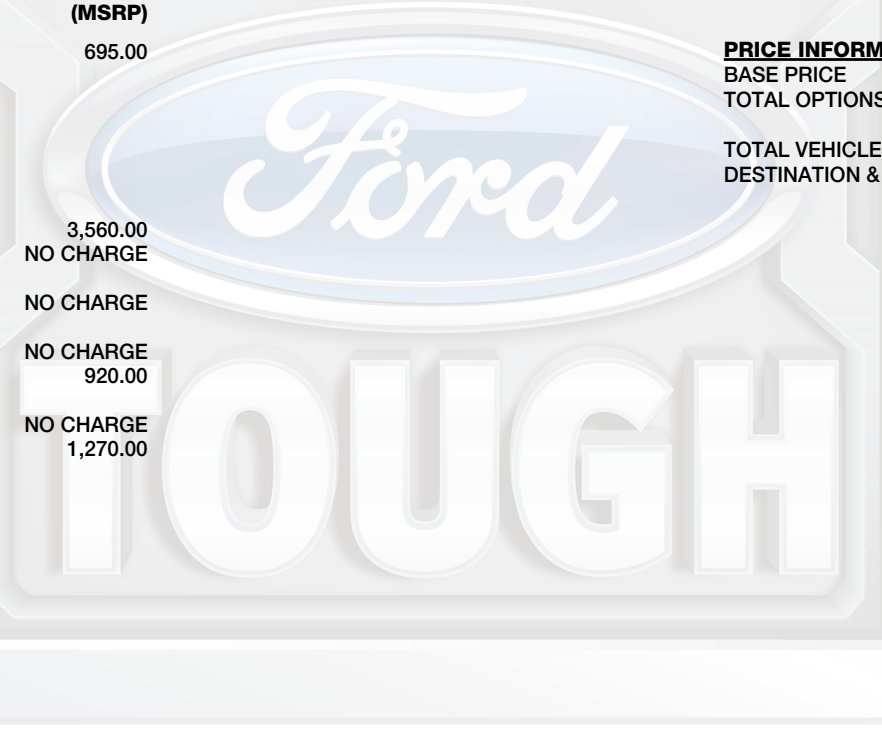 (MSRP)
695.00
3,560.00
NO CHARGE
NO CHARGE
NO CHARGE
920.00
NO CHARGE
1,270.00
PRICE INFORM
BASE PRICE
TOTAL OPTIONS
TOTAL VEHICLE
DESTINATION &
Ford
TOUGH